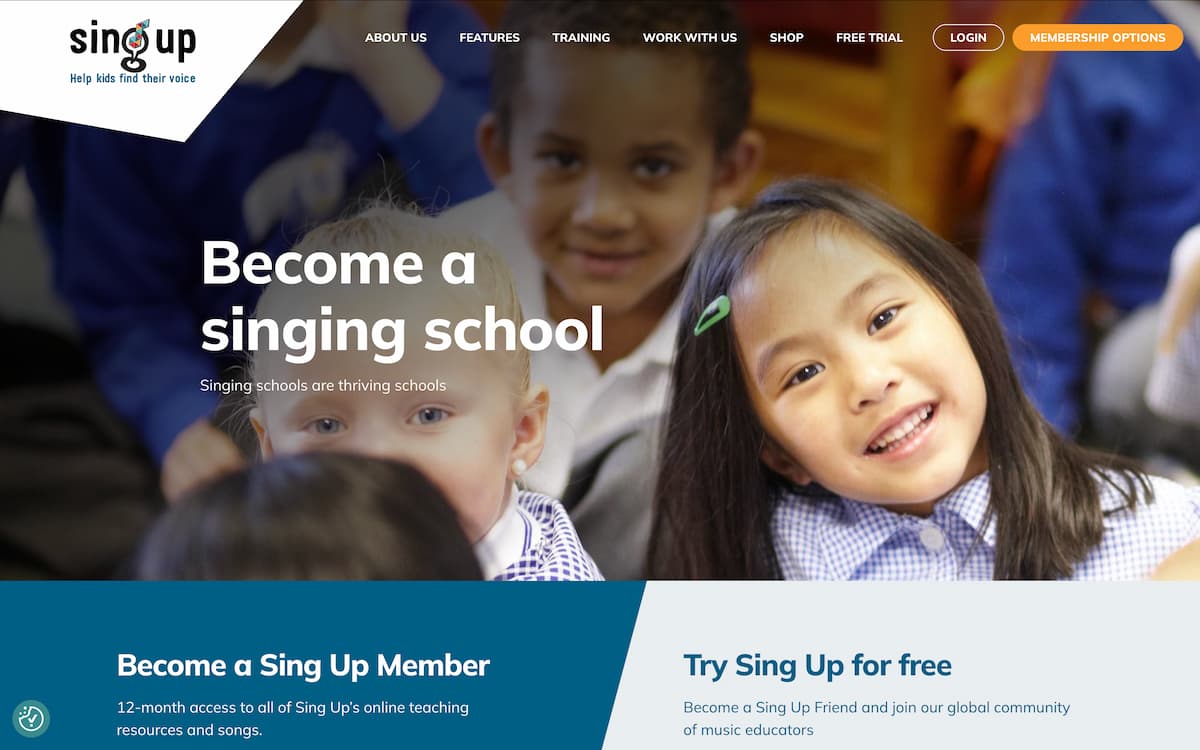 sing up
Help kids find their voice
ABOUT US
FEATURES
TRAINING
WORK WITH US
SHOP
FREE TRIAL
LOGIN
MEMBERSHIP OPTIONS
Become a
singing school
Singing schools are thriving schools
Become a Sing Up Member
12-month access to all of Sing Up’s online teaching
resources and songs.
Try Sing Up for free
Become a Sing Up Friend and join our global community
of music educators